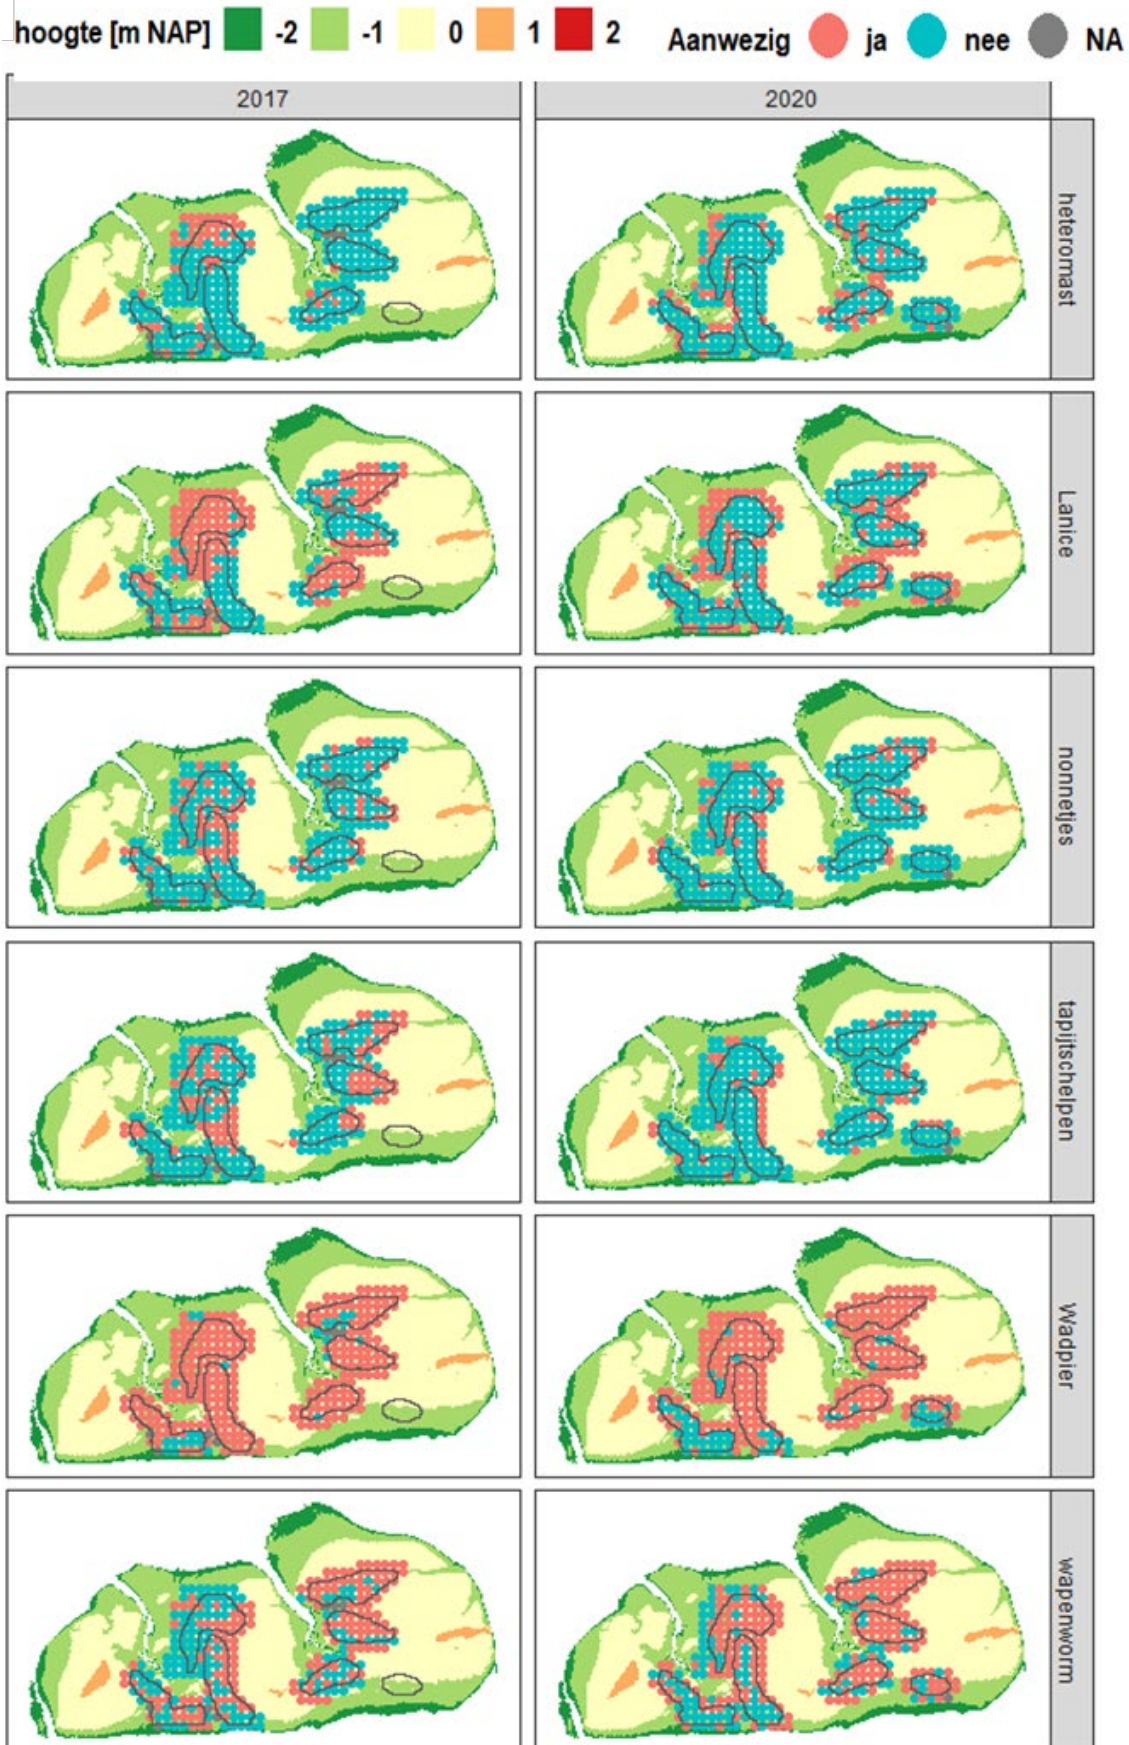 hoogte [m NAP] -2 -1 0 1 2 Aanwezig ja nee NA
2017 2020
heteromast
Lanice
nonnetjes
tapijtschelpen
Wadpier
wapenworm